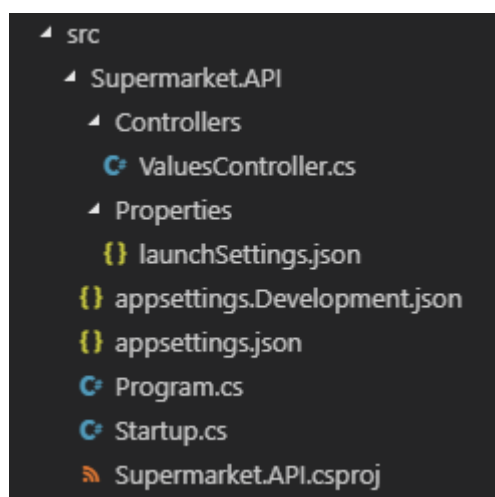 src
Supermarket.API
Controllers
C# ValuesController.cs
Properties
{} launchSettings.json
{} appsettings.Development.json
{} appsettings.json
C# Program.cs
C# Startup.cs
Supermarket.API.csproj